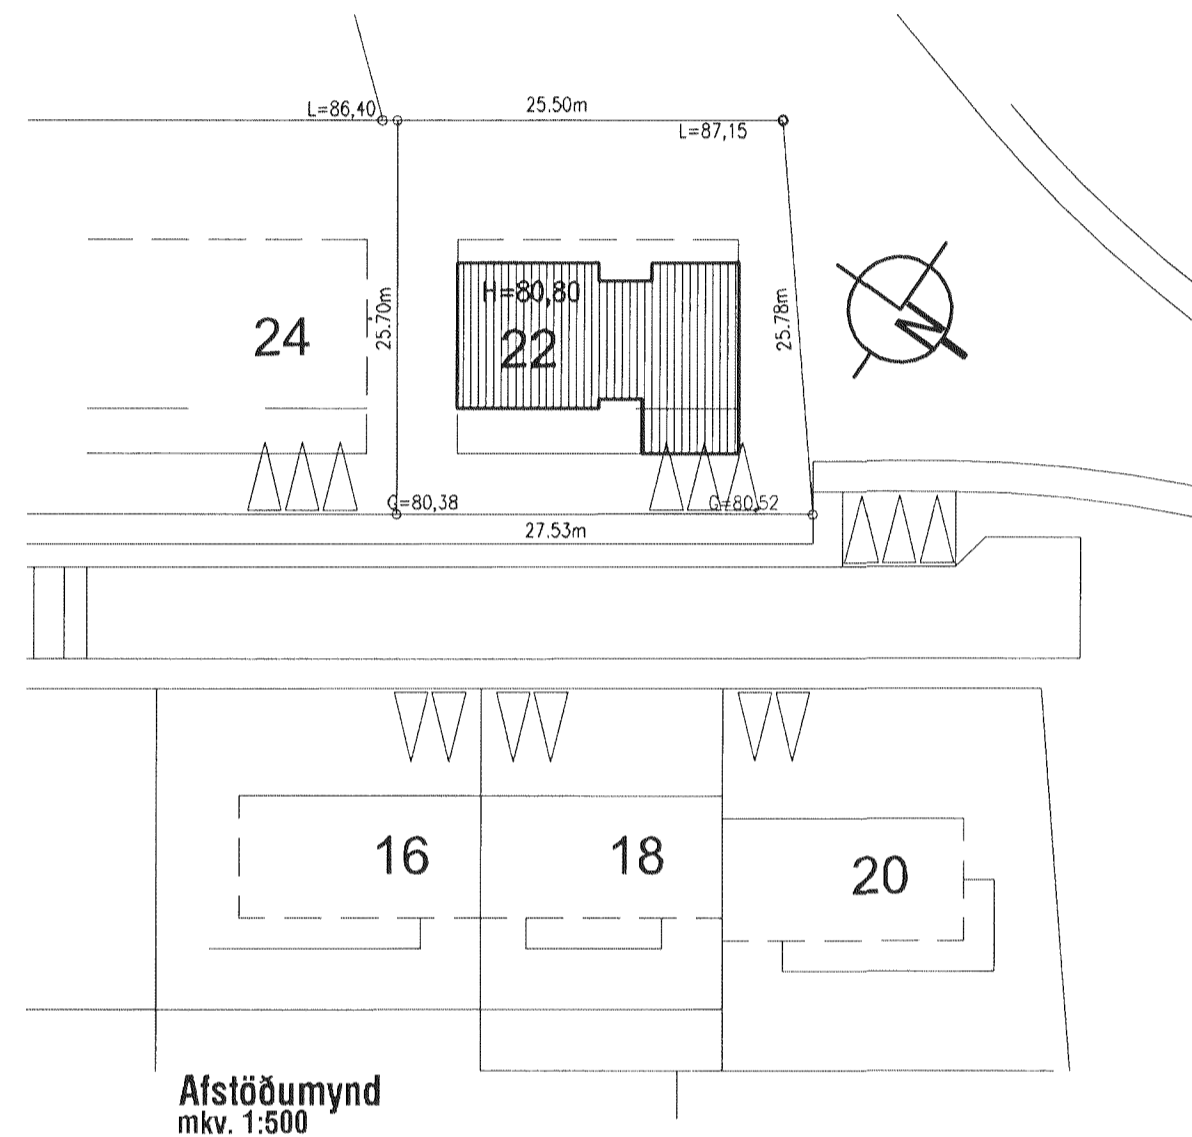 25.50m
L=86,40
L=87,15
H=80,80
24
25.70m
22
25.78m
N
G=80,38
G=80,52
27.53m
16
18
20
Afstöðumynd
mkv. 1:500